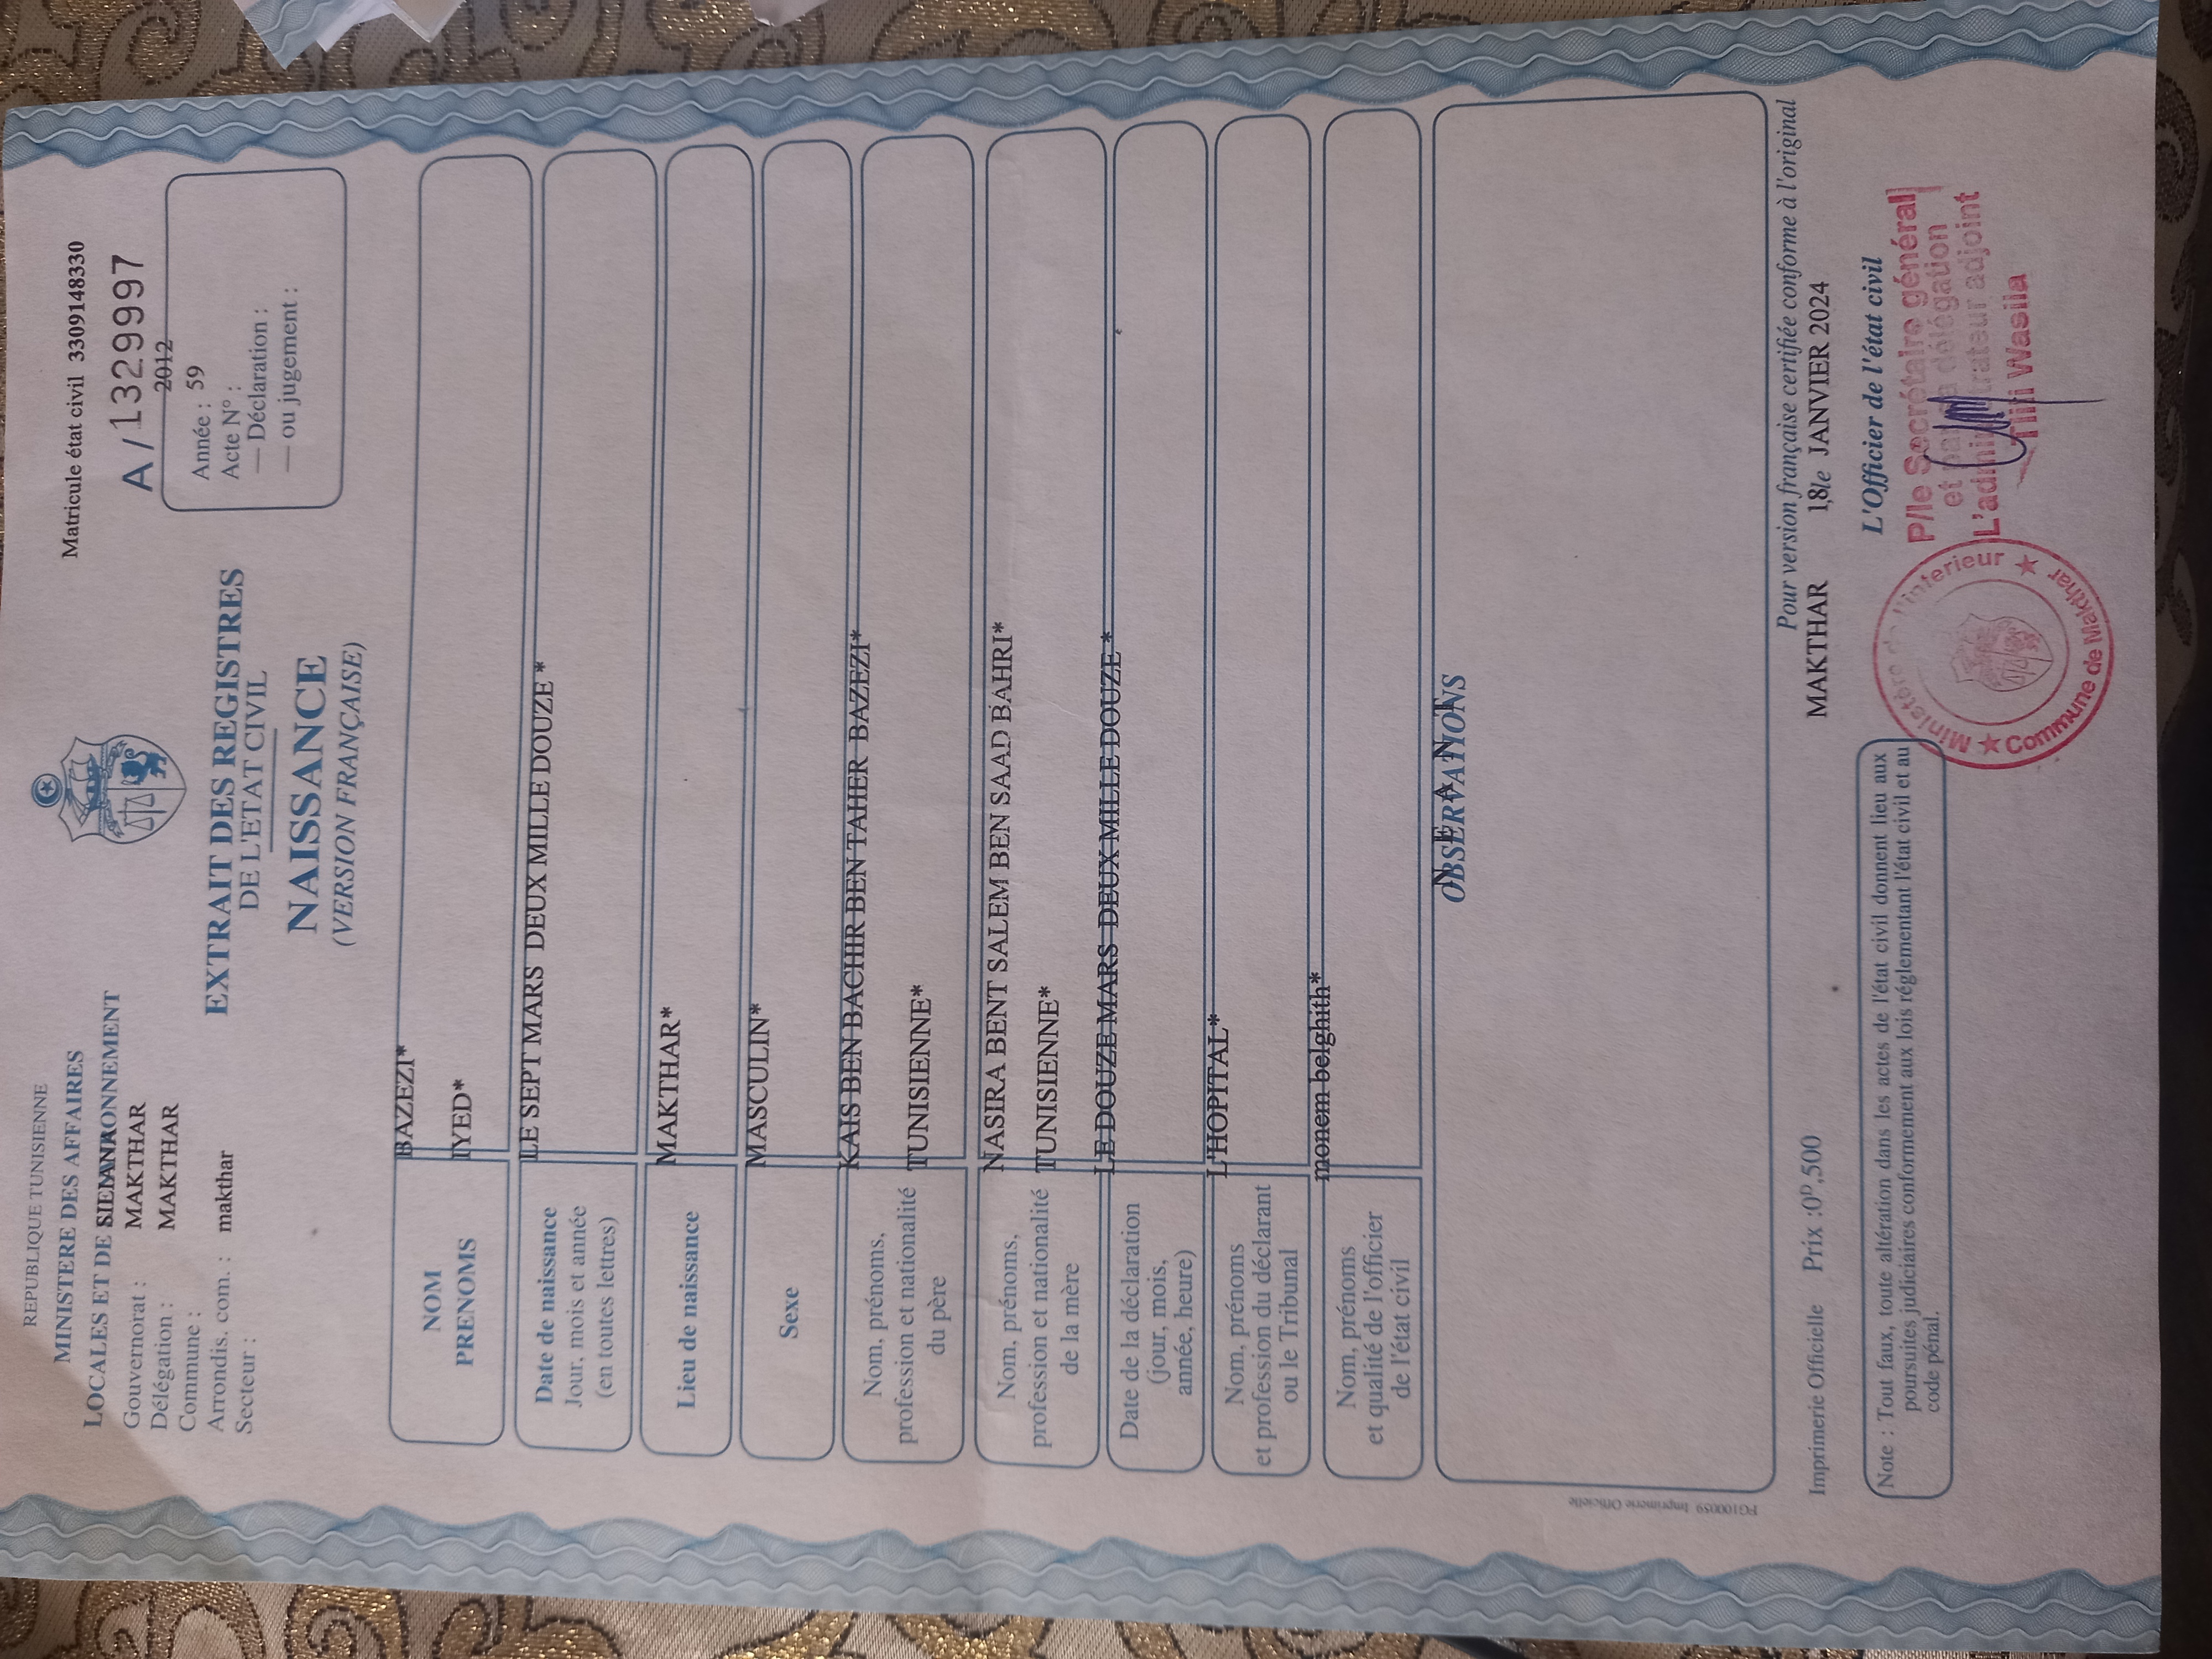 REPUBLIQUE TUNISIENNE
MINISTERE DES AFFAIRES
LOCALES ET DE L'ENVIRONNEMENT
SILIANA
Gouvernorat : MAKTHAR
Délégation : MAKTHAR
Commune :
Arrondis. com. : makthar
Secteur :
Matricule état civil 3309148330
A/1329997
2012
Année : 59
Acte N° :
— Déclaration :
— ou jugement :
EXTRAIT DES REGISTRES
DE L'ETAT CIVIL
NAISSANCE
(VERSION FRANÇAISE)
NOM BAZEZI*
PRENOMS IYED*
Date de naissance LE SEPT MARS DEUX MILLE DOUZE *
Jour, mois et année
(en toutes lettres)
Lieu de naissance MAKTHAR*
Sexe MASCULIN*
Nom, prénoms, KAIS BEN BACHIR BEN TAHER BAZEZI*
profession et nationalité TUNISIENNE*
du père
Nom, prénoms, NASIRA BENT SALEM BEN SAAD BAHRI*
profession et nationalité TUNISIENNE*
de la mère
Date de la déclaration LE DOUZE MARS DEUX MILLE DOUZE *
(jour, mois,
année, heure)
Nom, prénoms L'HOPITAL*
et profession du déclarant
ou le Tribunal
Nom, prénoms monem belghith*
et qualité de l'officier
de l'état civil
OBSERVATIONS
N E A N T
FG100059 Imprimerie Officielle
Pour version française certifiée conforme à l'original
Imprimerie Officielle Prix :0ᴰ,500 MAKTHAR 18le JANVIER 2024
L'Officier de l'état civil
P/le Secrétaire général
et par délégation
L'administrateur adjoint
Tlili Wasila
Ministère de l'interieur
Commune de Makthar
Note : Tout faux, toute altération dans les actes de l'état civil donnent lieu aux
poursuites judiciaires conformement aux lois réglementant l'état civil et au
code pénal.